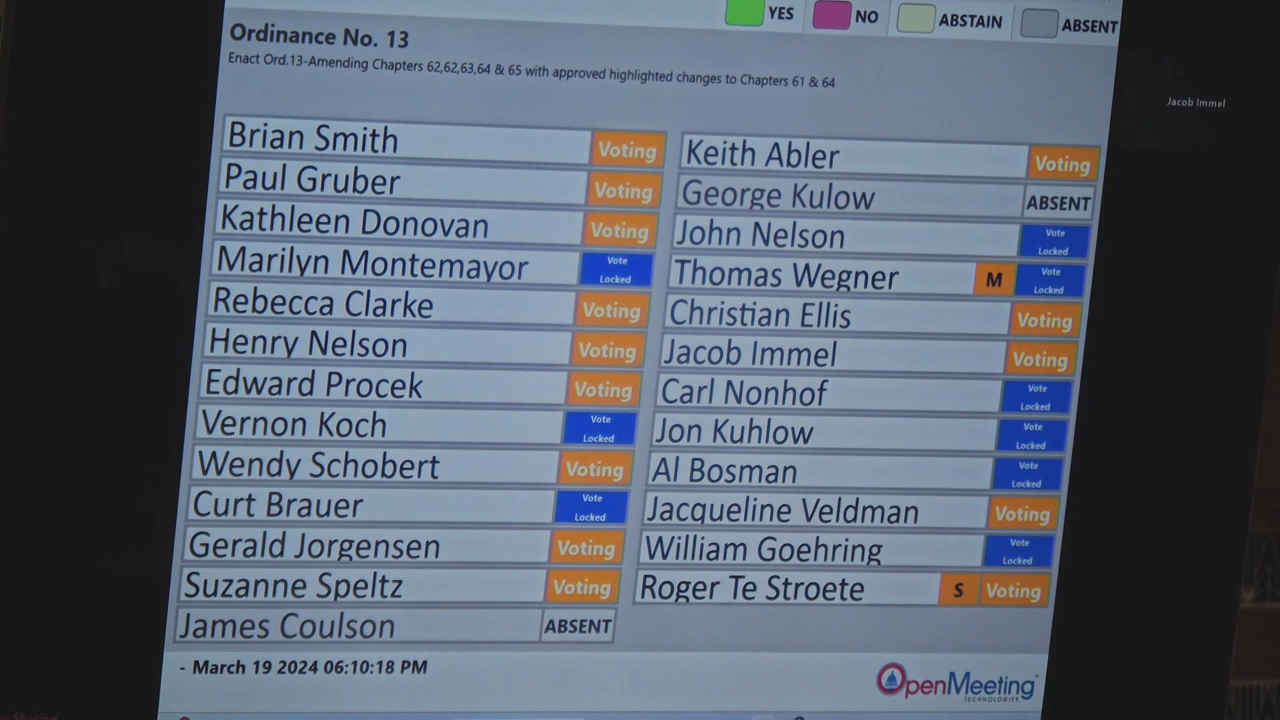 YES NO ABSTAIN ABSENT
Ordinance No. 13
Enact Ord.13-Amending Chapters 62,62,63,64 & 65 with approved highlighted changes to Chapters 61 & 64
Jacob Immel
Brian Smith Voting
Paul Gruber Voting
Kathleen Donovan Voting
Marilyn Montemayor Vote Locked
Rebecca Clarke Voting
Henry Nelson Voting
Edward Procek Voting
Vernon Koch Vote Locked
Wendy Schobert Voting
Curt Brauer Vote Locked
Gerald Jorgensen Voting
Suzanne Speltz Voting
James Coulson ABSENT
Keith Abler Voting
George Kulow ABSENT
John Nelson Vote Locked
Thomas Wegner M Vote Locked
Christian Ellis Voting
Jacob Immel Voting
Carl Nonhof Vote Locked
Jon Kuhlow Vote Locked
Al Bosman Vote Locked
Jacqueline Veldman Voting
William Goehring Vote Locked
Roger Te Stroete S Voting
- March 19 2024 06:10:18 PM
OpenMeeting
TECHNOLOGIES